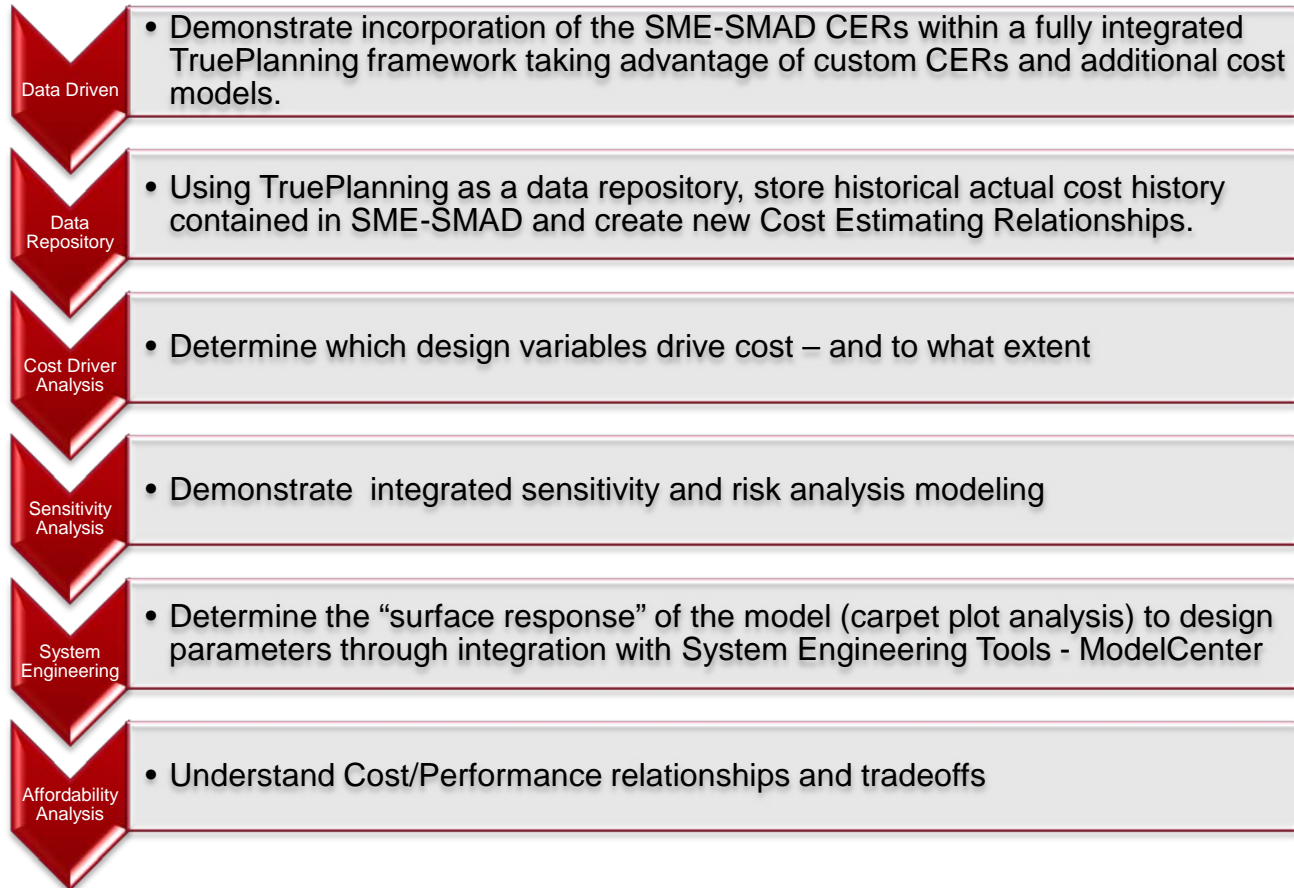 Data Driven
• Demonstrate incorporation of the SME-SMAD CERs within a fully integrated
TruePlanning framework taking advantage of custom CERs and additional cost
models.
Data
Repository
• Using TruePlanning as a data repository, store historical actual cost history
contained in SME-SMAD and create new Cost Estimating Relationships.
Cost Driver
Analysis
• Determine which design variables drive cost – and to what extent
Sensitivity
Analysis
• Demonstrate  integrated sensitivity and risk analysis modeling
System
Engineering
• Determine the “surface response” of the model (carpet plot analysis) to design
parameters through integration with System Engineering Tools - ModelCenter
Affordability
Analysis
• Understand Cost/Performance relationships and tradeoffs